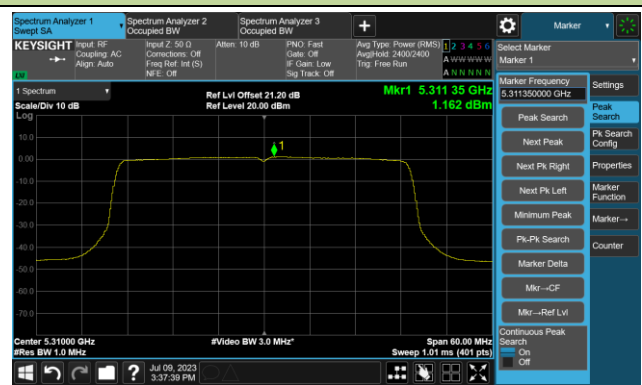 Spectrum Analyzer 1
Swept SA
Spectrum Analyzer 2
Occupied BW
Spectrum Analyzer 3
Occupied BW
Marker
KEYSIGHT
Input: RF
Coupling: AC
Align: Auto
Input Z: 50 Ω
Corrections: Off
Freq Ref: Int (S)
NFE: Off
Atten: 10 dB
PNO: Fast
Gate: Off
IF Gain: Low
Sig Track: Off
Avg Type: Power (RMS)
Avg|Hold: 2400/2400
Trig: Free Run
1 2 3 4 5 6
A W W W W W
A N N N N N
LW
Select Marker
Marker 1
1 Spectrum
Scale/Div 10 dB
Log
Ref Lvl Offset 21.20 dB
Ref Level 20.00 dBm
Mkr1 5.311 35 GHz
1.162 dBm
10.0
0.00
-10.0
-20.0
-30.0
-40.0
-50.0
-60.0
-70.0
1
Center 5.31000 GHz
#Res BW 1.0 MHz
#Video BW 3.0 MHz*
Span 60.00 MHz
Sweep 1.01 ms (401 pts)
Marker Frequency
5.311350000 GHz
Peak Search
Next Peak
Next Pk Right
Next Pk Left
Minimum Peak
Pk-Pk Search
Marker Delta
Mkr→CF
Mkr→Ref Lvl
Continuous Peak
Search
On
Off
Settings
Peak
Search
Pk Search
Config
Properties
Marker
Function
Marker→
Counter
?
Jul 09, 2023
3:37:39 PM